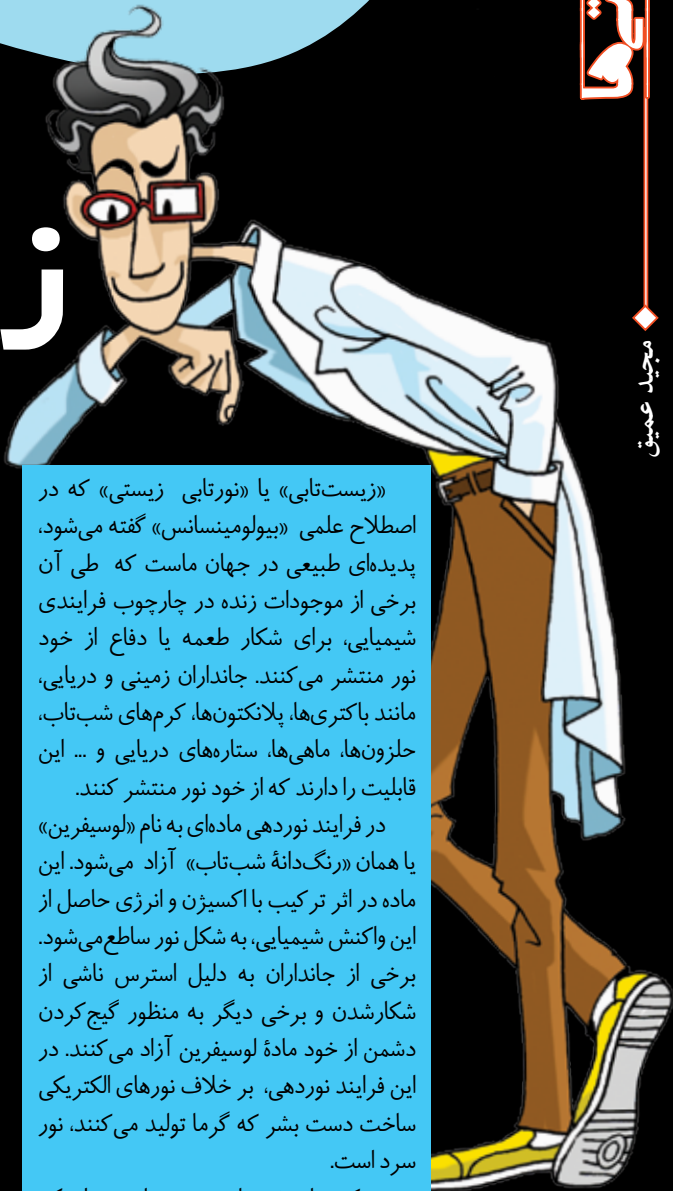 ز
مجید عمیق
«زیست‌تابی» یا «نورتابی زیستی» که در
اصطلاح علمی «بیولومینسانس» گفته می‌شود،
پدیده‌ای طبیعی در جهان ماست که طی آن
برخی از موجودات زنده در چارچوب فرایندی
شیمیایی، برای شکار طعمه یا دفاع از خود
نور منتشر می‌کنند. جانداران زمینی و دریایی،
مانند باکتری‌ها، پلانکتون‌ها، کرم‌های شب‌تاب،
حلزون‌ها، ماهی‌ها، ستاره‌های دریایی و ... این
قابلیت را دارند که از خود نور منتشر کنند.
در فرایند نوردهی ماده‌ای به نام «لوسیفرین»
یا همان «رنگ‌دانهٔ شب‌تاب» آزاد می‌شود. این
ماده در اثر ترکیب با اکسیژن و انرژی حاصل از
این واکنش شیمیایی، به شکل نور ساطع می‌شود.
برخی از جانداران به دلیل استرس ناشی از
شکارشدن و برخی دیگر به منظور گیج‌کردن
دشمن از خود مادهٔ لوسیفرین آزاد می‌کنند. در
این فرایند نوردهی، بر خلاف نورهای الکتریکی
ساخت دست بشر که گرما تولید می‌کنند، نور
سرد است.